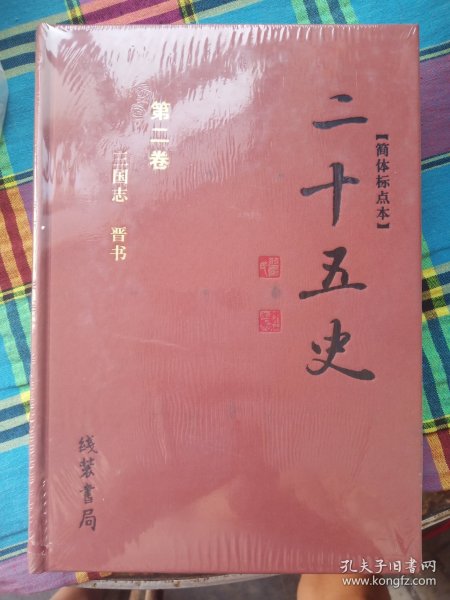 二十五史
【简体标点本】
第二卷
三国志 晋书
线装书局
孔夫子旧书网
www.kongfz.com